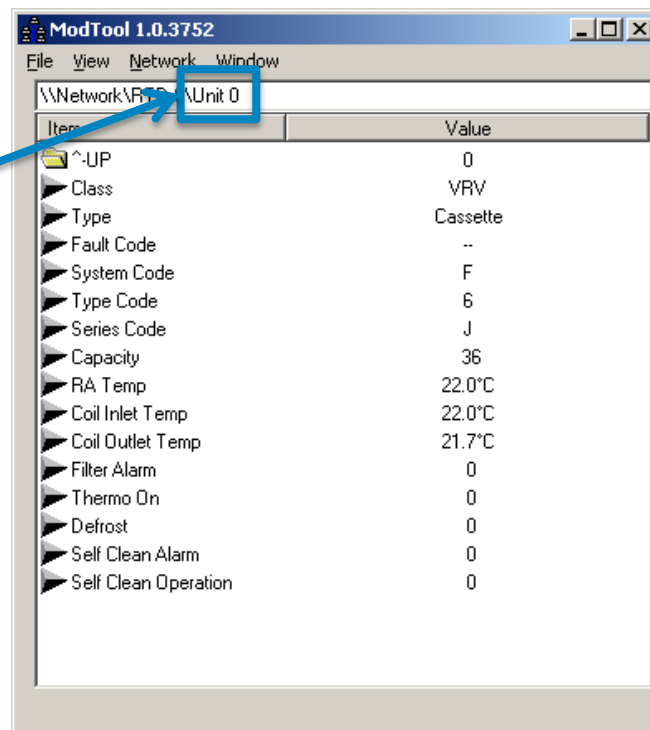 ModTool 1.0.3752
File View Network Window
\\Network\RTD \Unit 0
Item Value
^-UP 0
Class VRV
Type Cassette
Fault Code --
System Code F
Type Code 6
Series Code J
Capacity 36
RA Temp 22.0°C
Coil Inlet Temp 22.0°C
Coil Outlet Temp 21.7°C
Filter Alarm 0
Thermo On 0
Defrost 0
Self Clean Alarm 0
Self Clean Operation 0